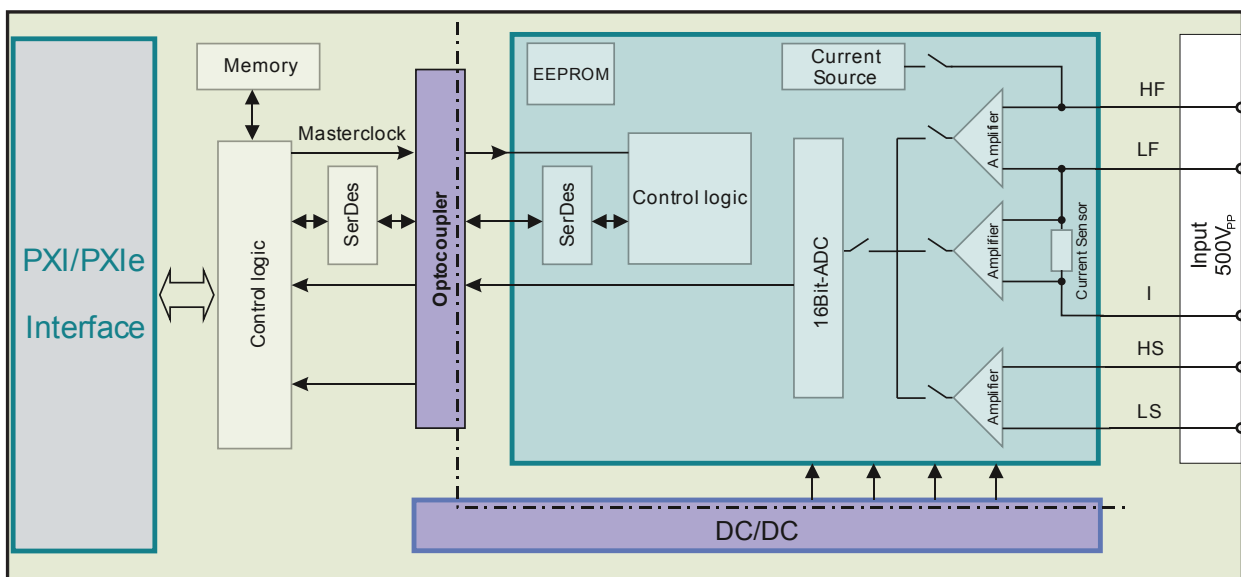 PXI/PXIe
Interface
Memory
Masterclock
SerDes
Control logic
Optocoupler
EEPROM
SerDes
Control logic
Current
Source
16Bit-ADC
Amplifier
Amplifier
Amplifier
Current Sensor
HF
LF
I
HS
LS
Input
500VPP
DC/DC